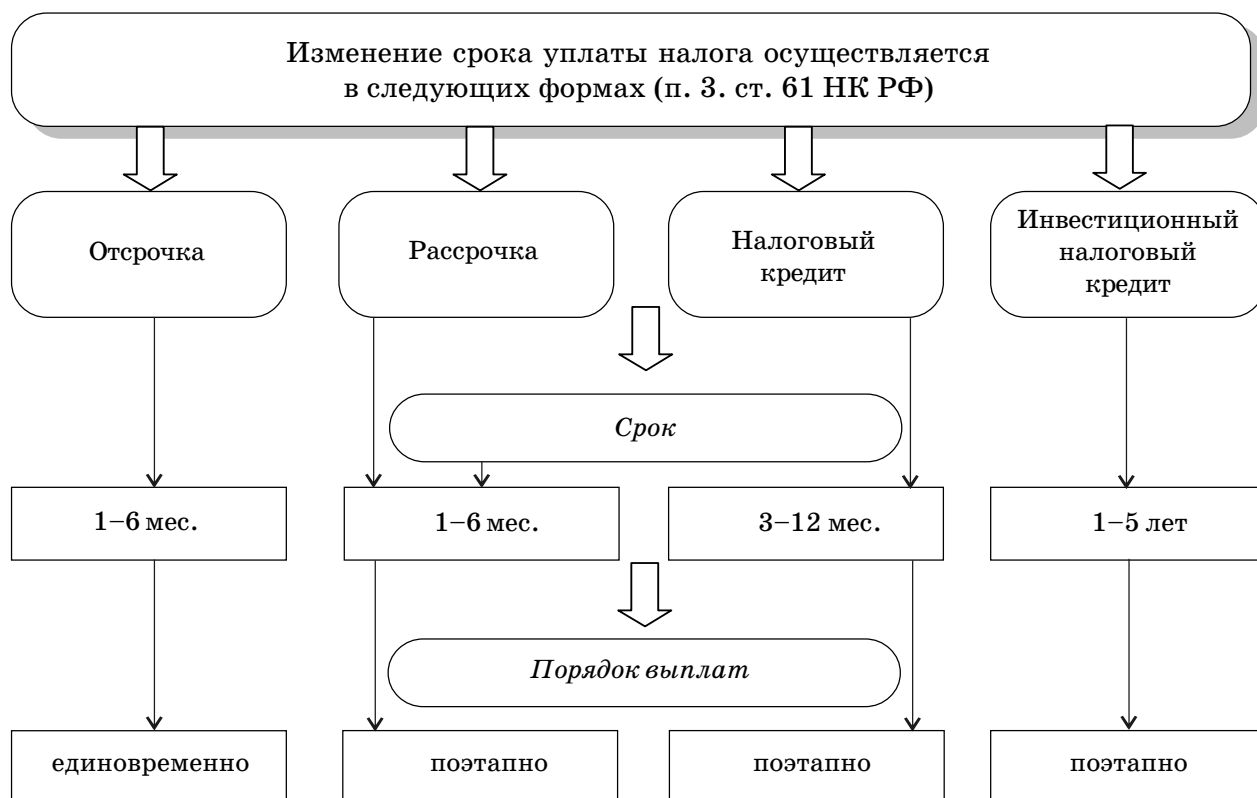 Изменение срока уплаты налога осуществляется
в следующих формах (п. 3. ст. 61 НК РФ)
Отсрочка
Рассрочка
Налоговый
кредит
Инвестиционный
налоговый
кредит
Срок
1–6 мес.
1–6 мес.
3–12 мес.
1–5 лет
Порядок выплат
единовременно
поэтапно
поэтапно
поэтапно